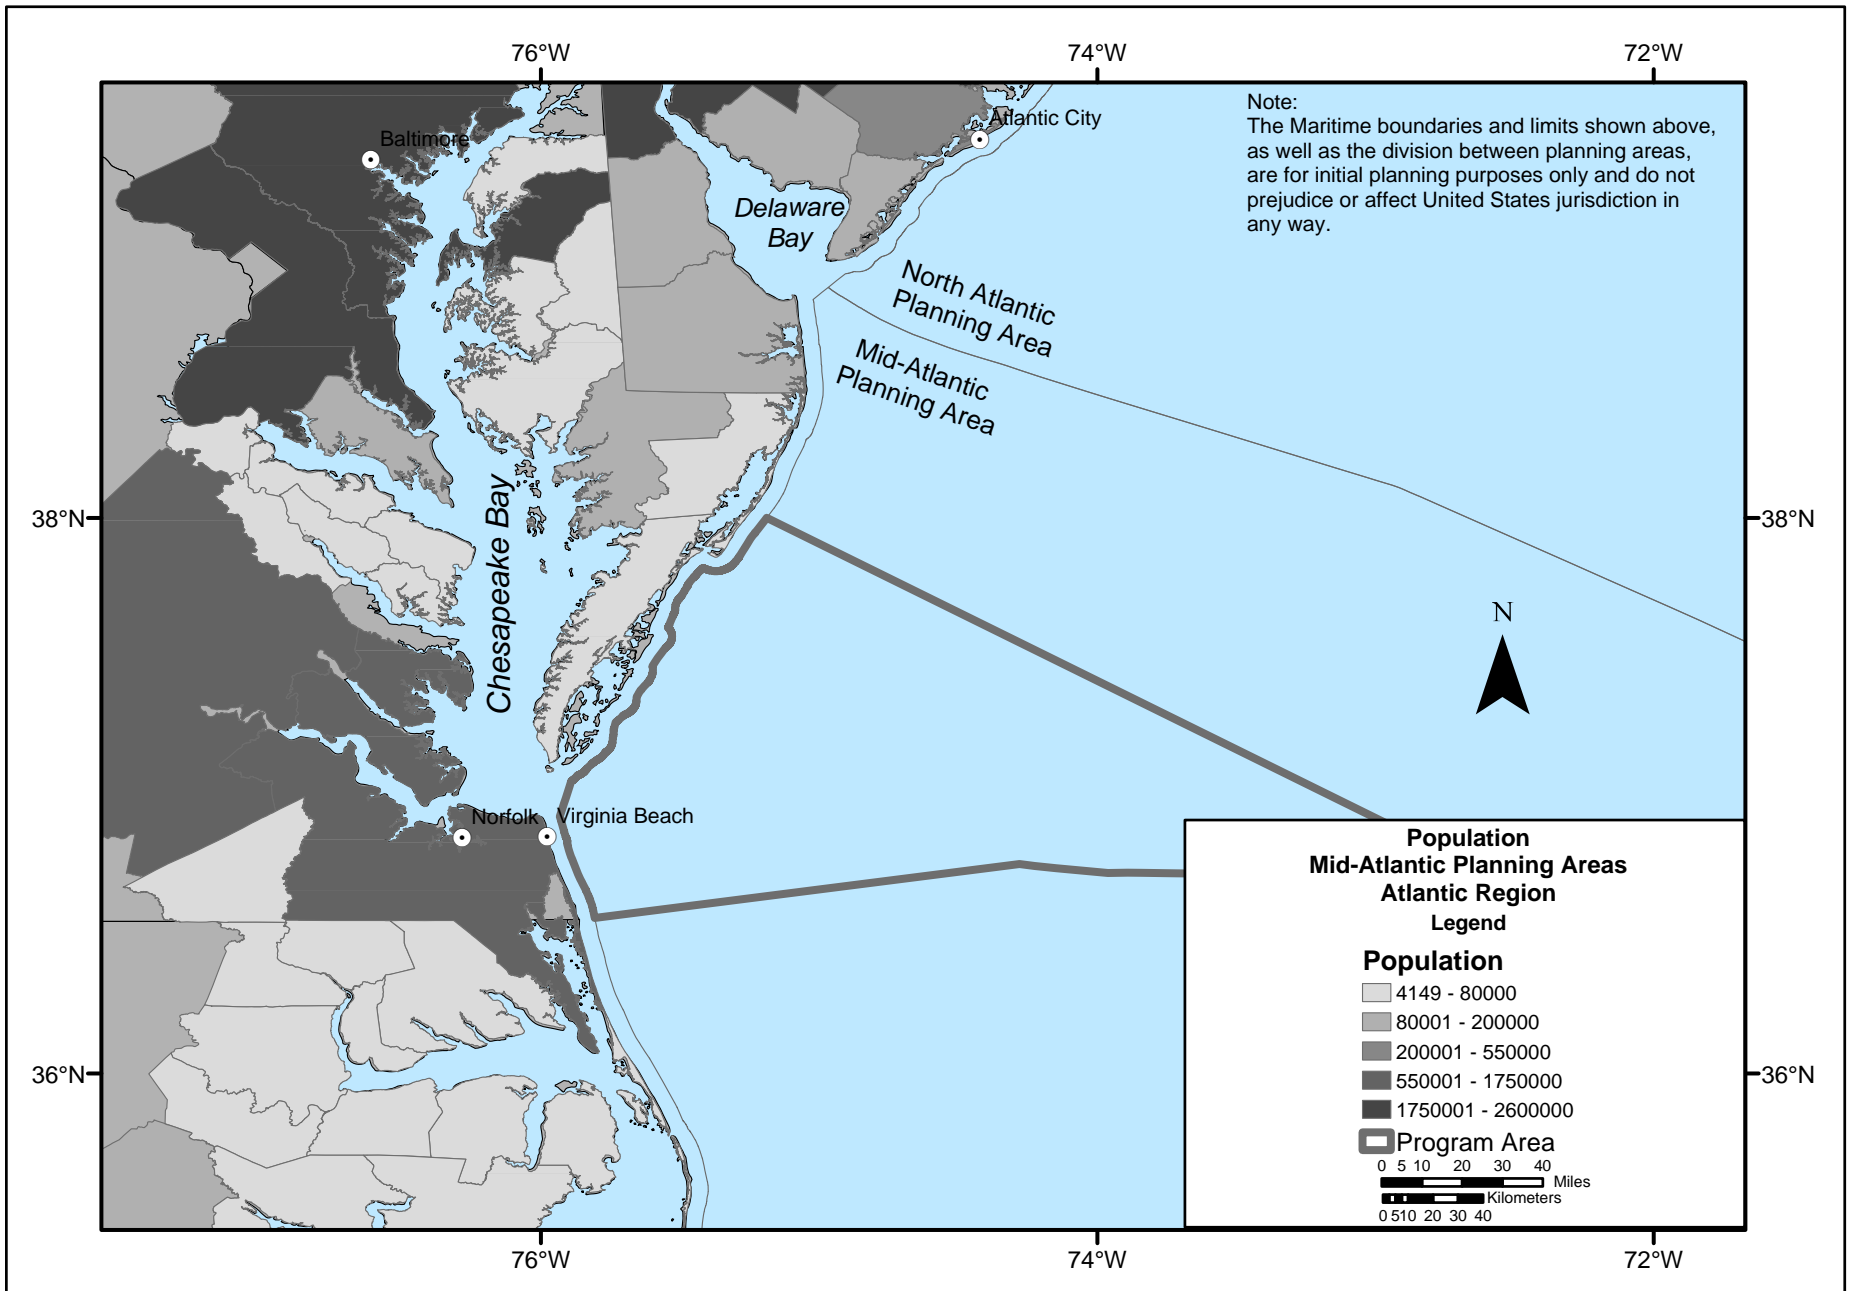 76°W
74°W
72°W
Note:
The Maritime boundaries and limits shown above,
as well as the division between planning areas,
are for initial planning purposes only and do not
prejudice or affect United States jurisdiction in
any way.
Atlantic City
Baltimore
Delaware
Bay
North Atlantic
Planning Area
Mid-Atlantic
Planning Area
38°N
38°N
Chesapeake Bay
N
Norfolk
Virginia Beach
Population
Mid-Atlantic Planning Areas
Atlantic Region
Legend
Population
4149 - 80000
80001 - 200000
200001 - 550000
550001 - 1750000
1750001 - 2600000
Program Area
0 5 10 20 30 40
Miles
Kilometers
0 510 20 30 40
36°N
36°N
76°W
74°W
72°W